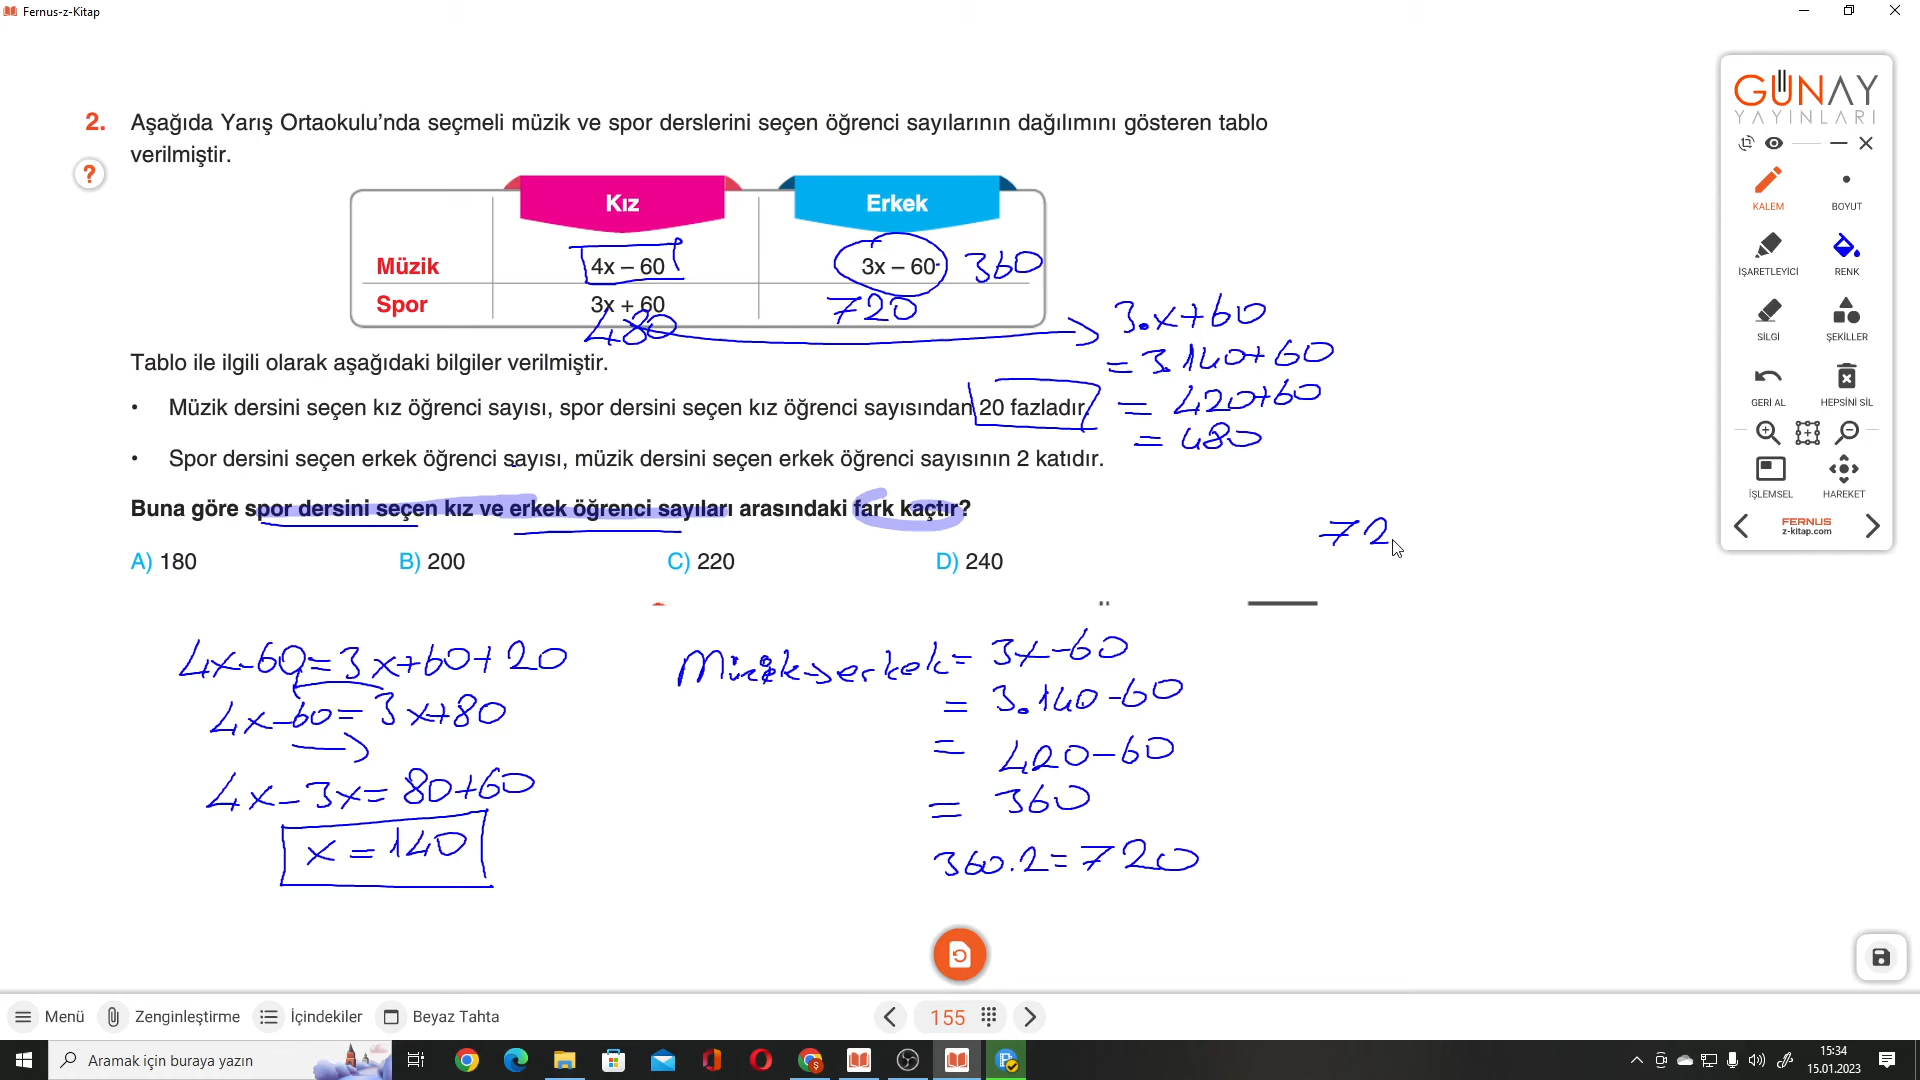 Fernus-z-Kitap
2. Aşağıda Yarış Ortaokulu’nda seçmeli müzik ve spor derslerini seçen öğrenci sayılarının dağılımını gösteren tablo
verilmiştir.
?
Kız Erkek
Müzik 4x – 60 3x – 60 360
Spor 3x + 60 720
480
3.x+60
=3.140+60
= 420+60
= 480
Tablo ile ilgili olarak aşağıdaki bilgiler verilmiştir.
• Müzik dersini seçen kız öğrenci sayısı, spor dersini seçen kız öğrenci sayısından 20 fazladır.
• Spor dersini seçen erkek öğrenci sayısı, müzik dersini seçen erkek öğrenci sayısının 2 katıdır.
Buna göre spor dersini seçen kız ve erkek öğrenci sayıları arasındaki fark kaçtır?
72
A) 180 B) 200 C) 220 D) 240
4x-60=3x+60+20
4x-60=3x+80
4x-3x=80+60
x=140
Müzik→erkek= 3x-60
= 3.140-60
= 420-60
= 360
360.2=720
GÜNAY
YAYINLARI
KALEM BOYUT
İŞARETLEYİCİ RENK
SİLGİ ŞEKİLLER
GERİ AL HEPSİNİ SİL
İŞLEMSEL HAREKET
FERNUS
z-kitap.com
Menü Zenginleştirme İçindekiler Beyaz Tahta 155
Aramak için buraya yazın
15:34
15.01.2023